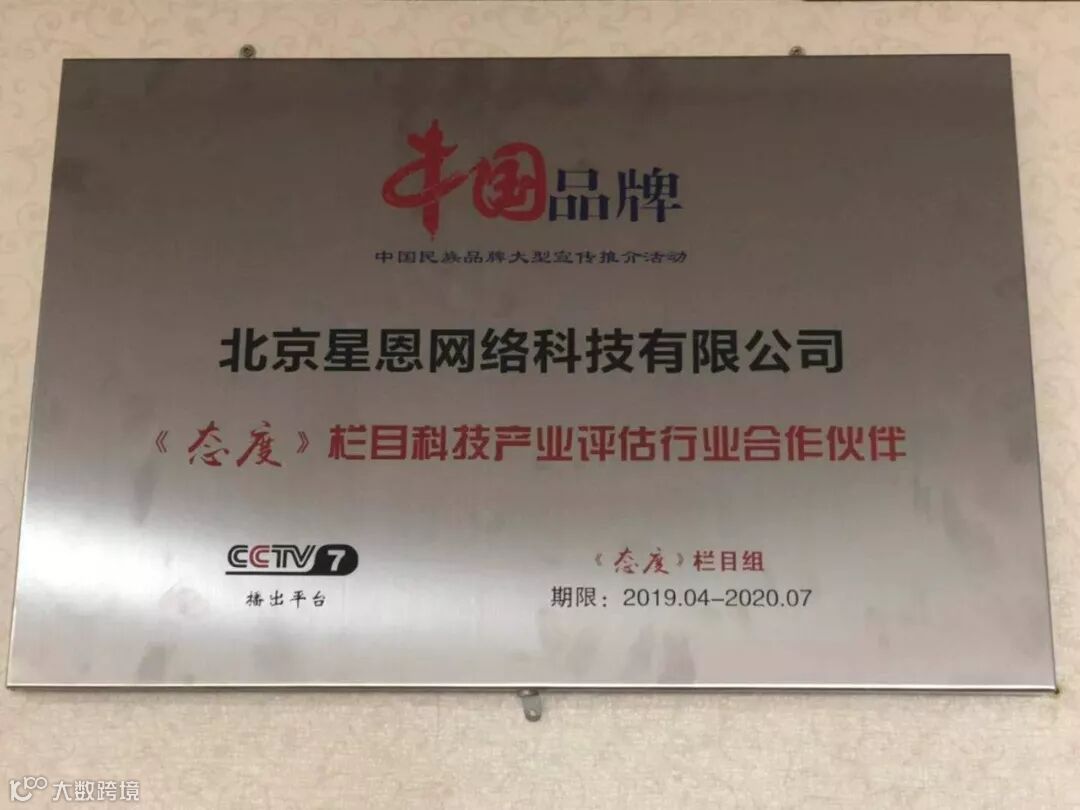 中国品牌
中国民族品牌大型宣传推介活动
北京星恩网络科技有限公司
《态度》栏目科技产业评估行业合作伙伴
CCTV 7
播出平台
《态度》栏目组
期限：2019.04-2020.07
大数跨境